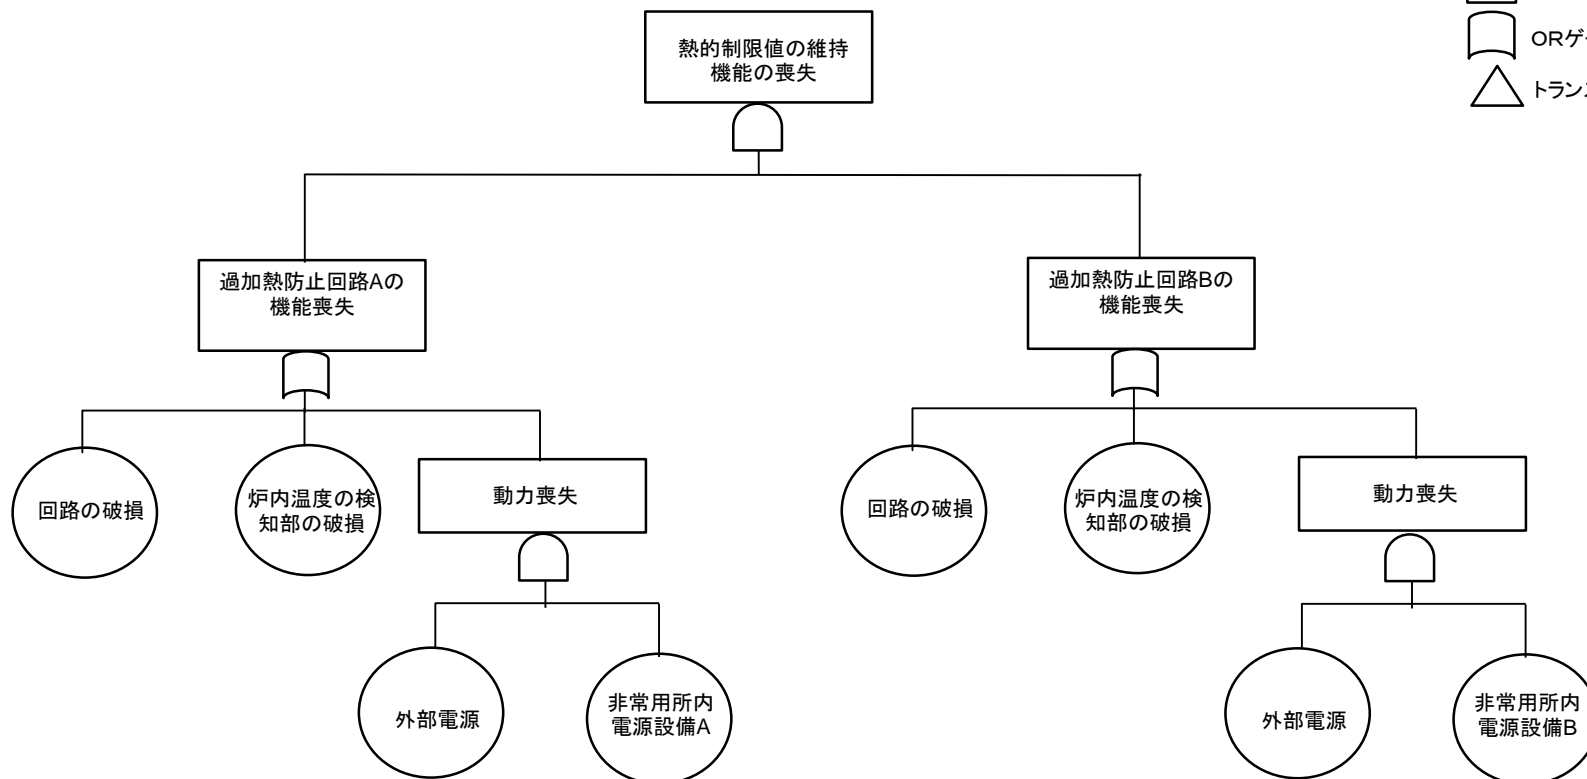 熱的制限値の維持
機能の喪失
ORゲ
トラン
過加熱防止回路Aの
機能喪失
過加熱防止回路Bの
機能喪失
回路の破損
炉内温度の検
知部の破損
動力喪失
回路の破損
炉内温度の検
知部の破損
動力喪失
外部電源
非常用所内
電源設備A
外部電源
非常用所内
電源設備B